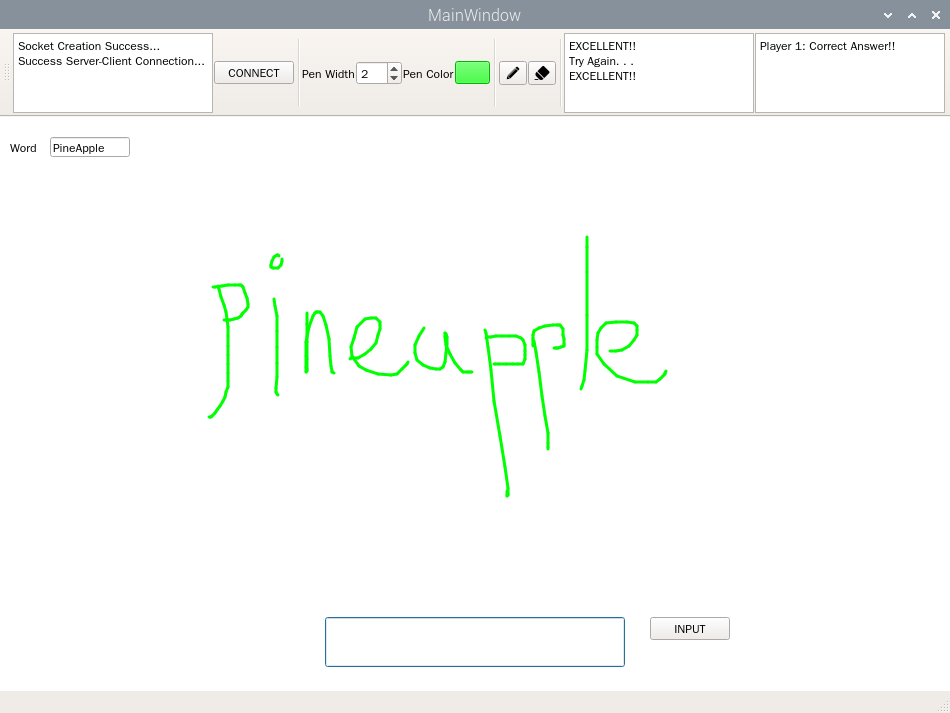 MainWindow
Socket Creation Success...
Success Server-Client Connection...
CONNECT
Pen Width 2 Pen Color
EXCELLENT!!
Try Again. . .
EXCELLENT!!
Player 1: Correct Answer!!
Word PineApple
Pineapple
INPUT